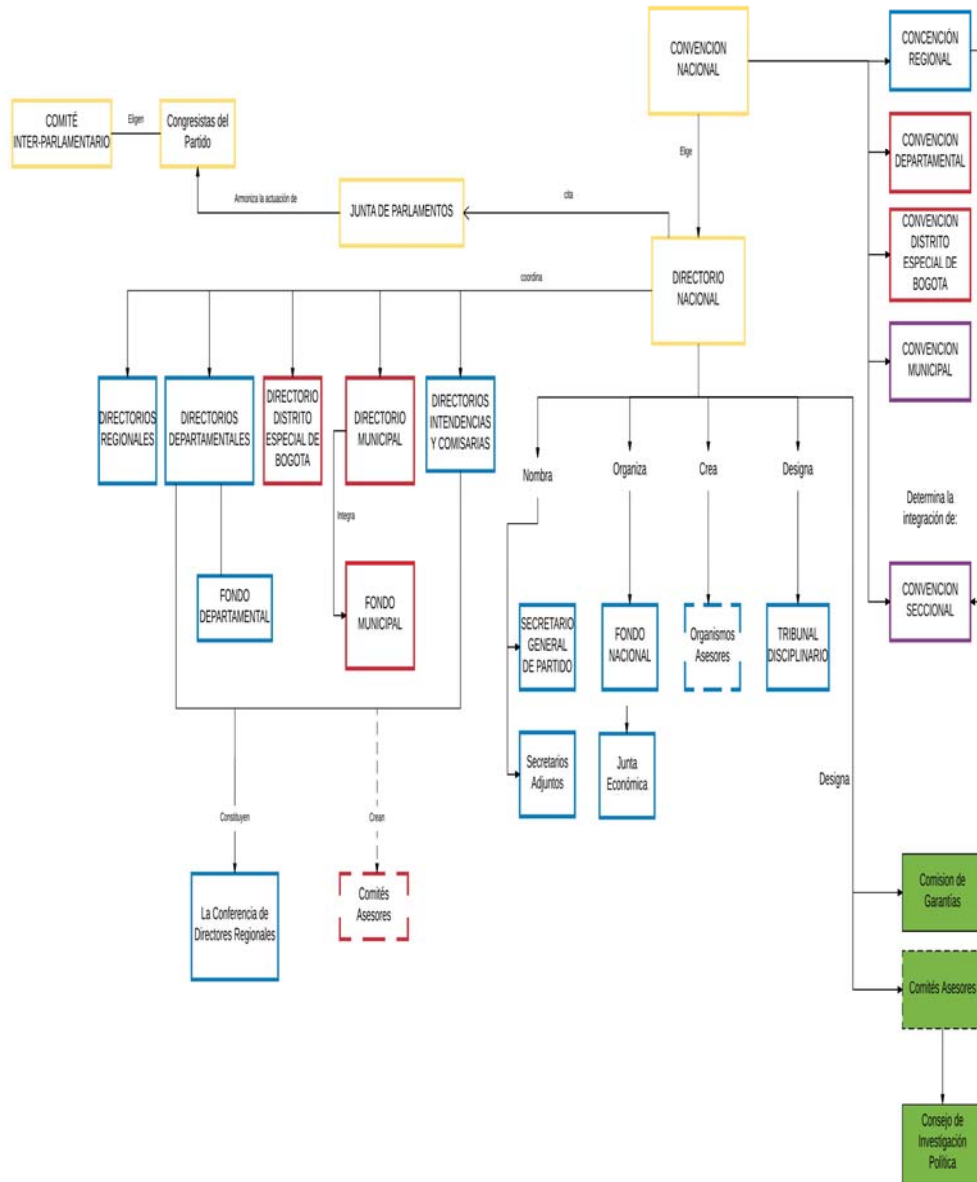 CONVENCION
NACIONAL
CONCENCIÓN
REGIONAL
COMITÉ
INTER-PARLAMENTARIO
Eligen
Congresistas del
Partido
Elige
CONVENCION
DEPARTAMENTAL
Armoniza la actuación de
JUNTA DE PARLAMENTOS
cita
CONVENCION
DISTRITO
ESPECIAL DE
BOGOTA
DIRECTORIO
NACIONAL
coordina
CONVENCION
MUNICIPAL
DIRECTORIOS
REGIONALES
DIRECTORIOS
DEPARTAMENTALES
DIRECTORIO
DISTRITO
ESPECIAL DE
BOGOTA
DIRECTORIO
MUNICIPAL
DIRECTORIOS
INTENDENCIAS
Y COMISARIAS
Nombra
Organiza
Crea
Designa
Determina la
integración de:
Integra
FONDO
DEPARTAMENTAL
FONDO
MUNICIPAL
SECRETARIO
GENERAL
DE PARTIDO
FONDO
NACIONAL
Organismos
Asesores
TRIBUNAL
DISCIPLINARIO
CONVENCION
SECCIONAL
Secretarios
Adjuntos
Junta
Económica
Designa
Constituyen
Crean
La Conferencia de
Directores Regionales
Comités
Asesores
Comision de
Garantías
Comités Asesores
Consejo de
Investigación
Política